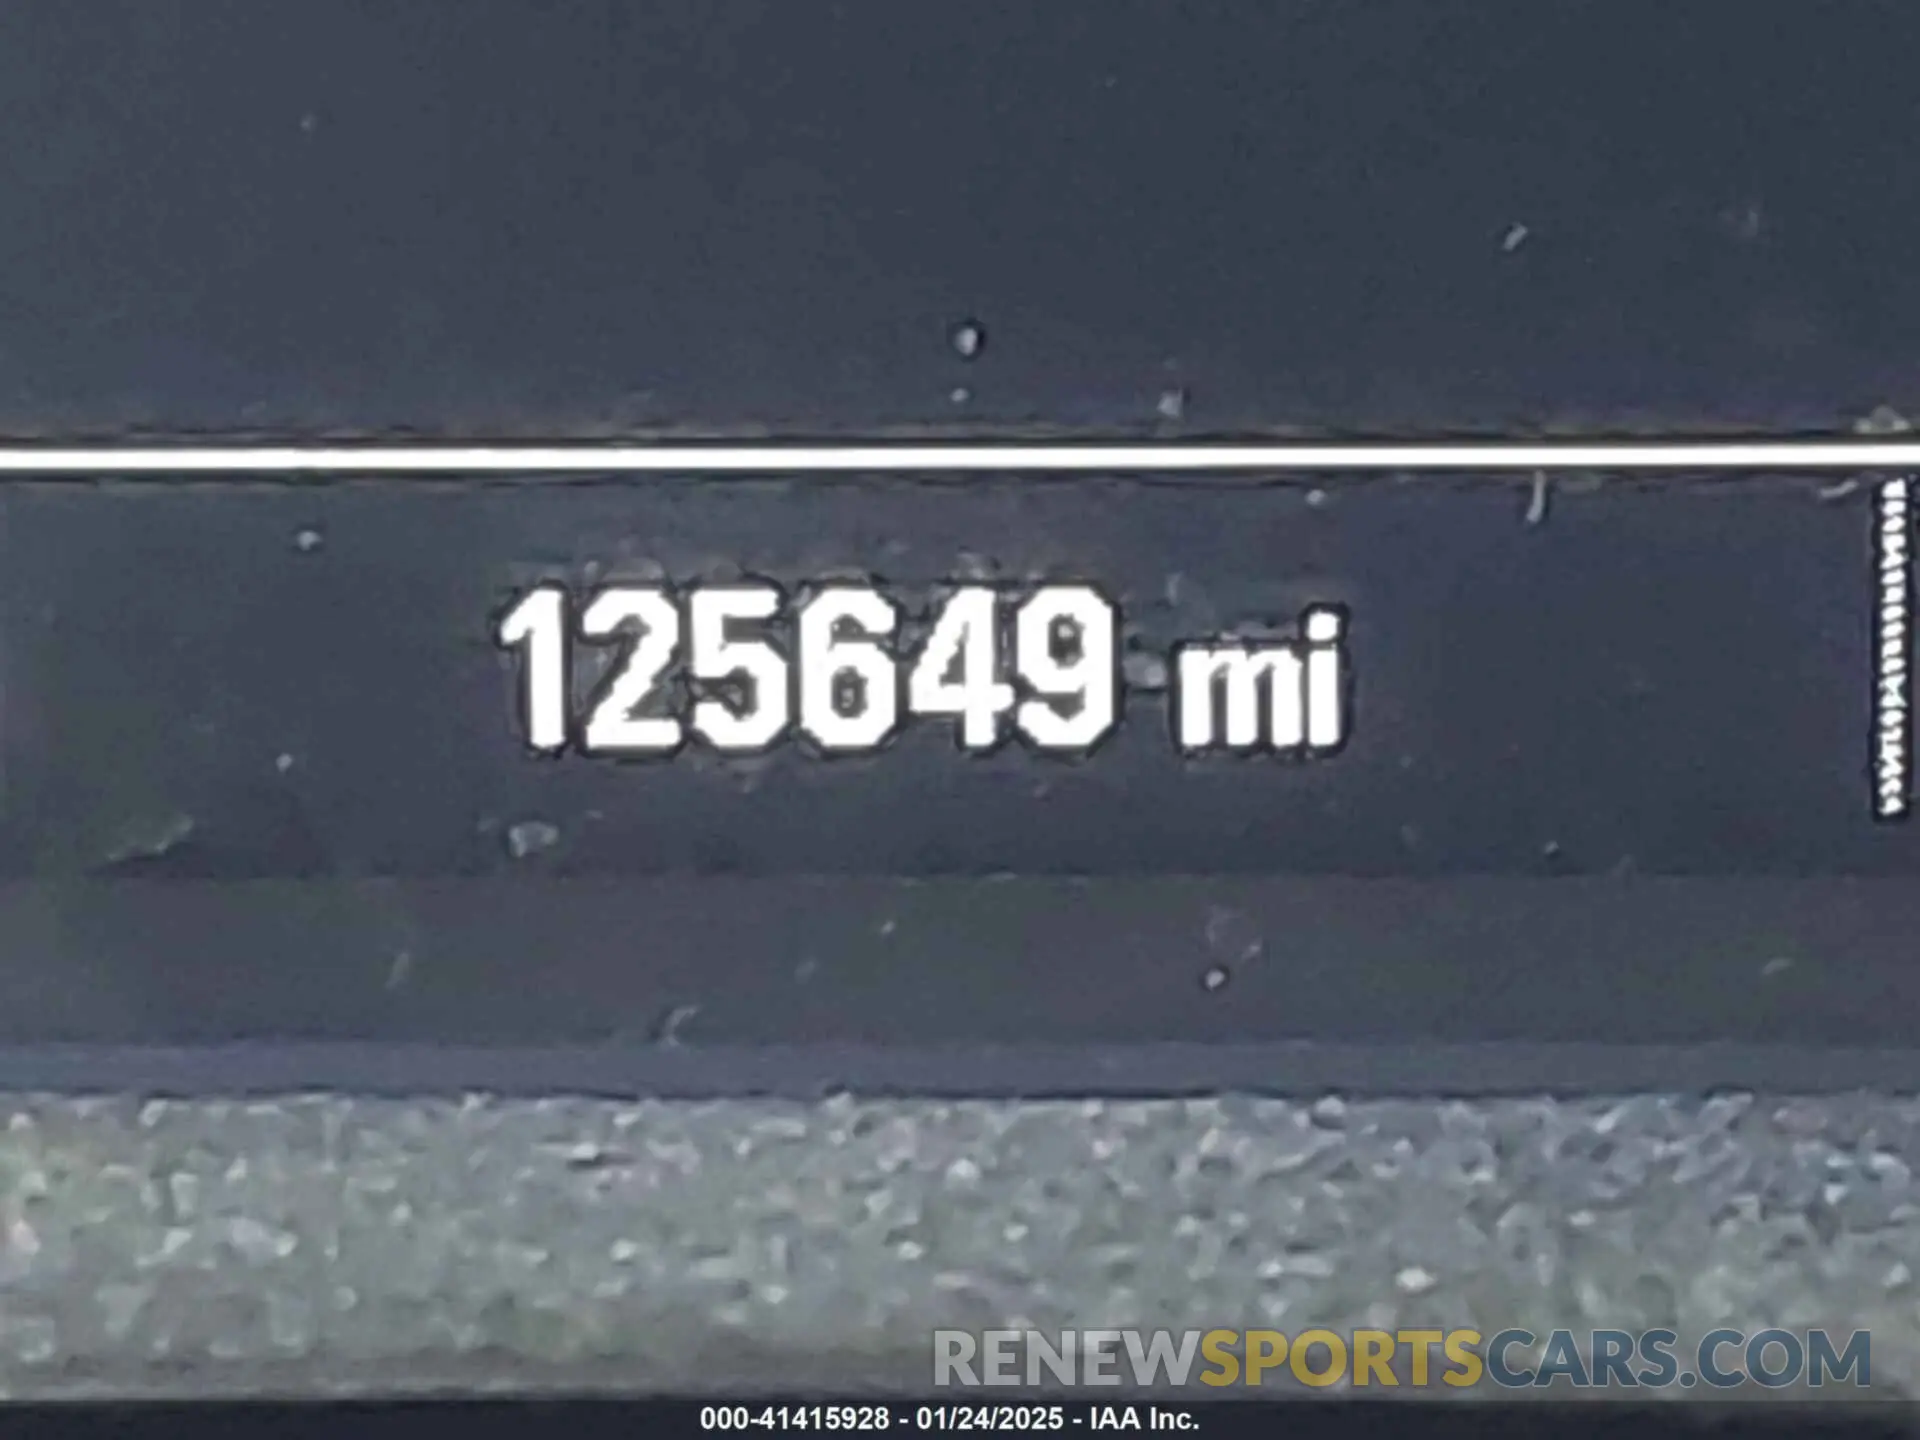 125649 mi
RENEWSPORTSCARS.COM
000-41415928 - 01/24/2025 - IAA Inc.